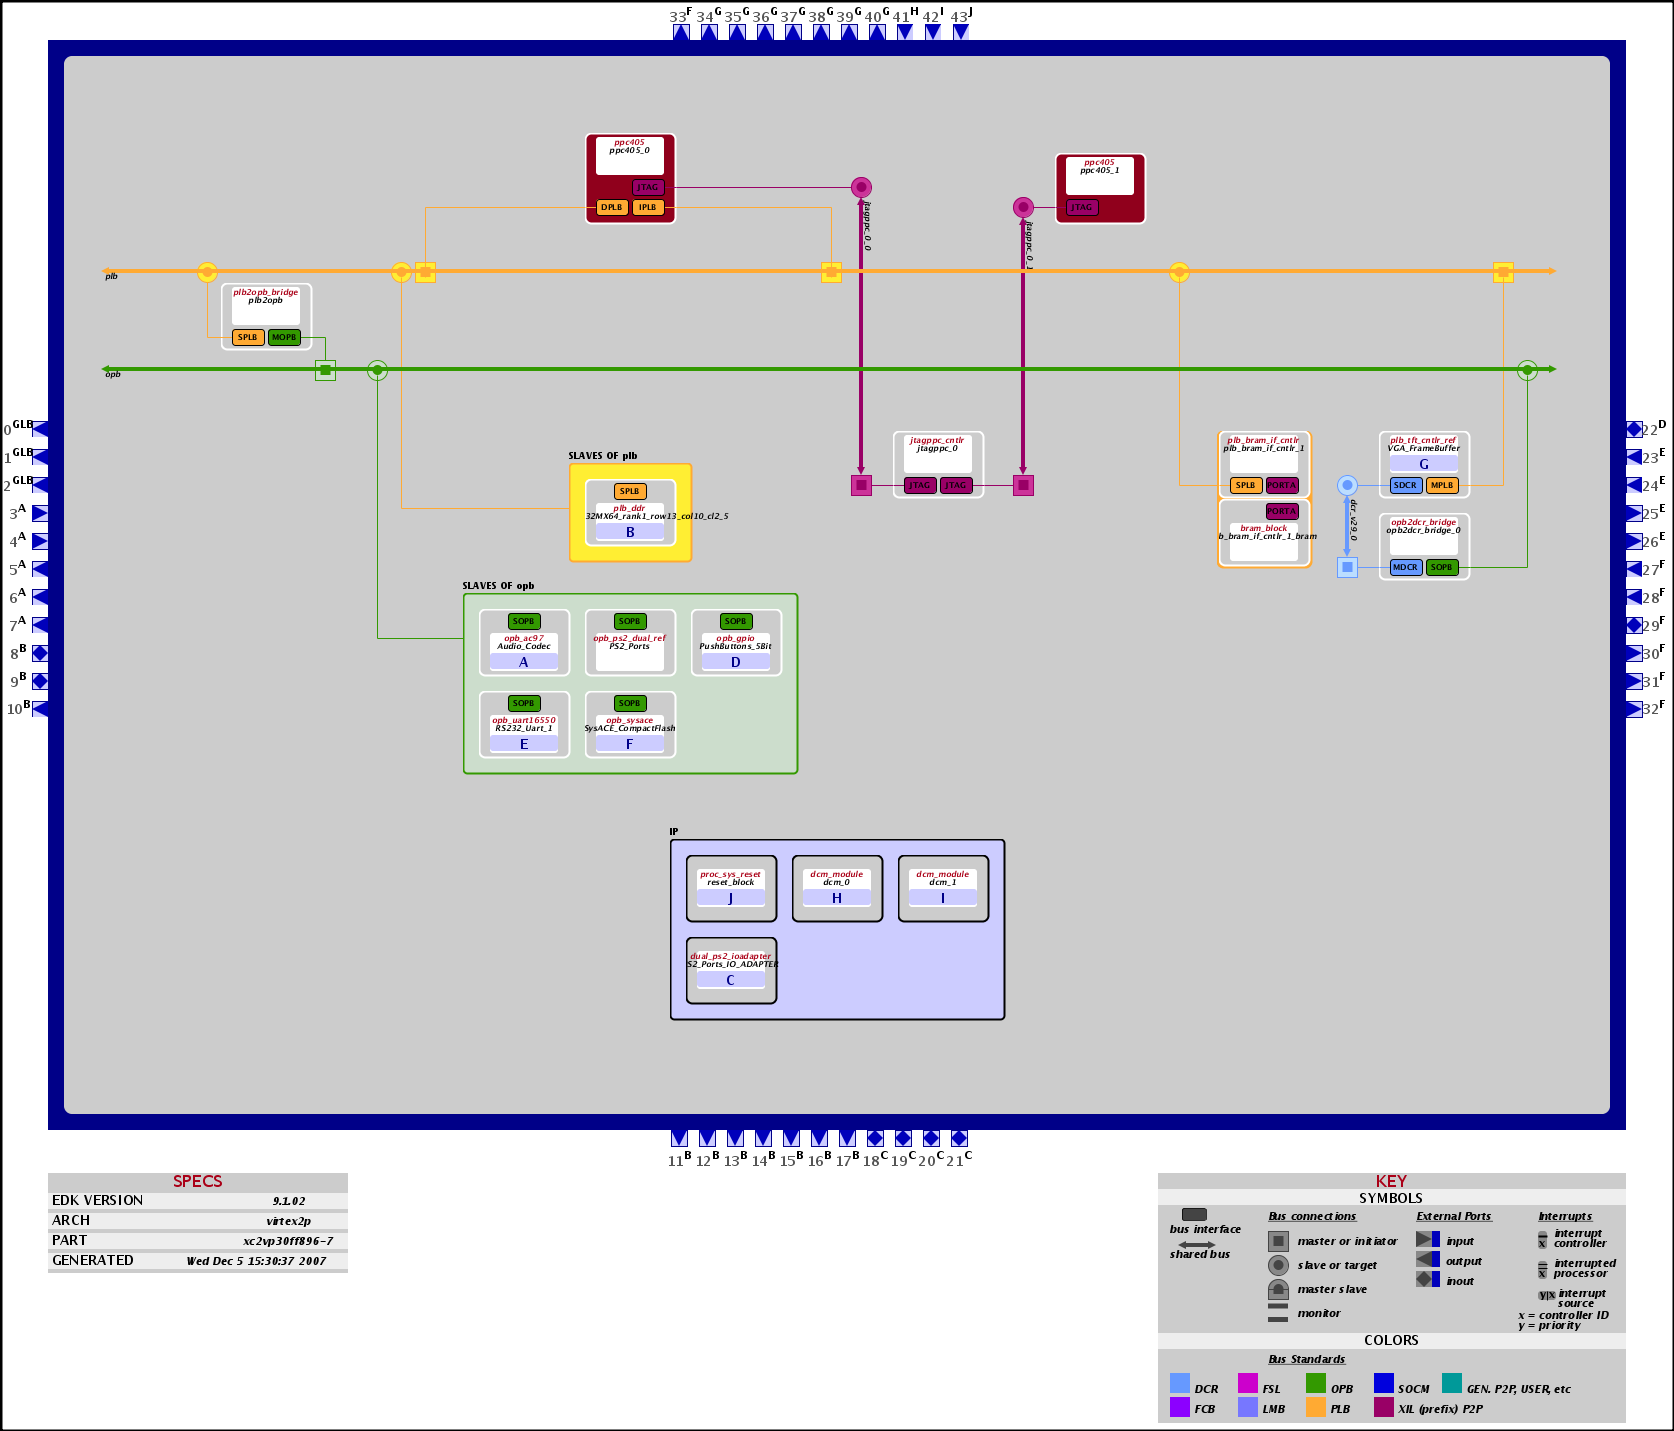 33F 34G 35G 36G 37G 38G 39G 40G 41H 42I 43J
ppc405
ppc405_0
JTAG
DPLB IPLB
ppc405
ppc405_1
JTAG
jtagppc_0_0
jtagppc_0_1
plb
plb2opb_bridge
plb2opb
SPLB MOPB
opb
0GLB
1GLB
2GLB
3A
4A
5A
6A
7A
8B
9B
10B
22D
23E
24E
25E
26E
27F
28F
29F
30F
31F
32F
jtagppc_cntlr
jtagppc_0
JTAG JTAG
plb_bram_if_cntlr
plb_bram_if_cntlr_1
SPLB PORTA
PORTA
bram_block
b_bram_if_cntlr_1_bram
plb_tft_cntlr_ref
VGA_FrameBuffer
G
SDCR MPLB
dcr_v29_0
opb2dcr_bridge
opb2dcr_bridge_0
MDCR SOPB
SLAVES OF plb
SPLB
plb_ddr
32MX64_rank1_row13_col10_cl2_5
B
SLAVES OF opb
SOPB SOPB SOPB
opb_ac97 opb_ps2_dual_ref opb_gpio
Audio_Codec PS2_Ports PushButtons_5Bit
A D
SOPB SOPB
opb_uart16550 opb_sysace
RS232_Uart_1 SysACE_CompactFlash
E F
IP
proc_sys_reset dcm_module dcm_module
reset_block dcm_0 dcm_1
J H I
dual_ps2_ioadapter
S2_Ports_IO_ADAPTER
C
11B 12B 13B 14B 15B 16B 17B 18C 19C 20C 21C
SPECS
EDK VERSION 9.1.02
ARCH virtex2p
PART xc2vp30ff896-7
GENERATED Wed Dec 5 15:30:37 2007
KEY
SYMBOLS
bus interface
shared bus
Bus connections
master or initiator
slave or target
master slave
monitor
External Ports
input
output
inout
Interrupts
x interrupt
controller
x interrupted
processor
y|x interrupt
source
x = controller ID
y = priority
COLORS
Bus Standards
DCR FSL OPB SOCM GEN. P2P, USER, etc
FCB LMB PLB XIL (prefix) P2P